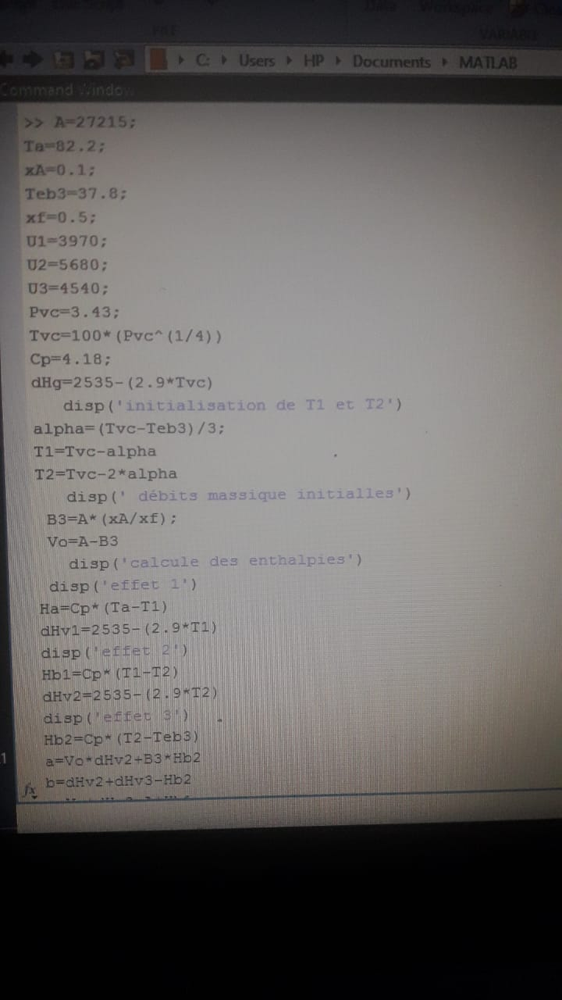 FILE
VARIABLE
C: Users HP Documents MATLAB
Command Window
>> A=27215;
Ta=82.2;
xA=0.1;
Teb3=37.8;
xf=0.5;
U1=3970;
U2=5680;
U3=4540;
Pvc=3.43;
Tvc=100*(Pvc^(1/4))
Cp=4.18;
dHg=2535-(2.9*Tvc)
disp('initialisation de T1 et T2')
alpha=(Tvc-Teb3)/3;
T1=Tvc-alpha
T2=Tvc-2*alpha
disp(' débits massique initialles')
B3=A*(xA/xf);
Vo=A-B3
disp('calcule des enthalpies')
disp('effet 1')
Ha=Cp*(Ta-T1)
dHv1=2535-(2.9*T1)
disp('effet 2')
Hb1=Cp*(T1-T2)
dHv2=2535-(2.9*T2)
disp('effet 3')
Hb2=Cp*(T2-Teb3)
a=Vo*dHv2+B3*Hb2
b=dHv2+dHv3-Hb2
fx